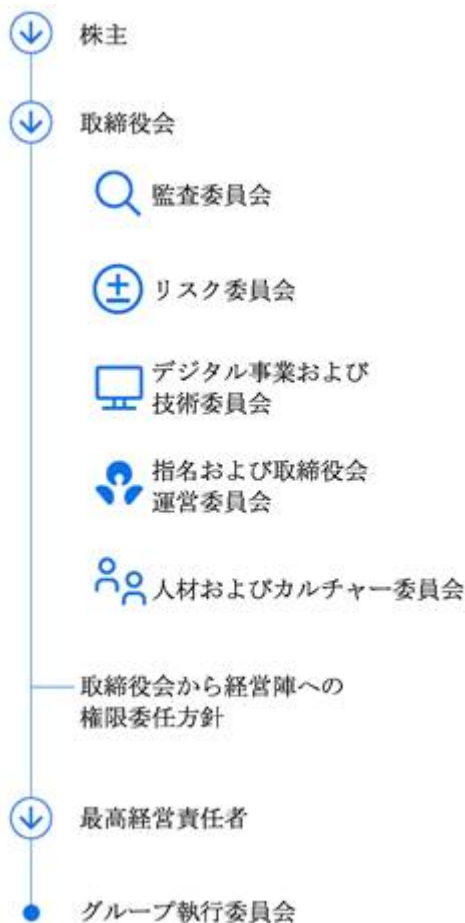 株主
取締役会
監査委員会
リスク委員会
デジタル事業および
技術委員会
指名および取締役会
運営委員会
人材およびカルチャー委員会
取締役会から経営陣への
権限委任方針
最高経営責任者
グループ執行委員会